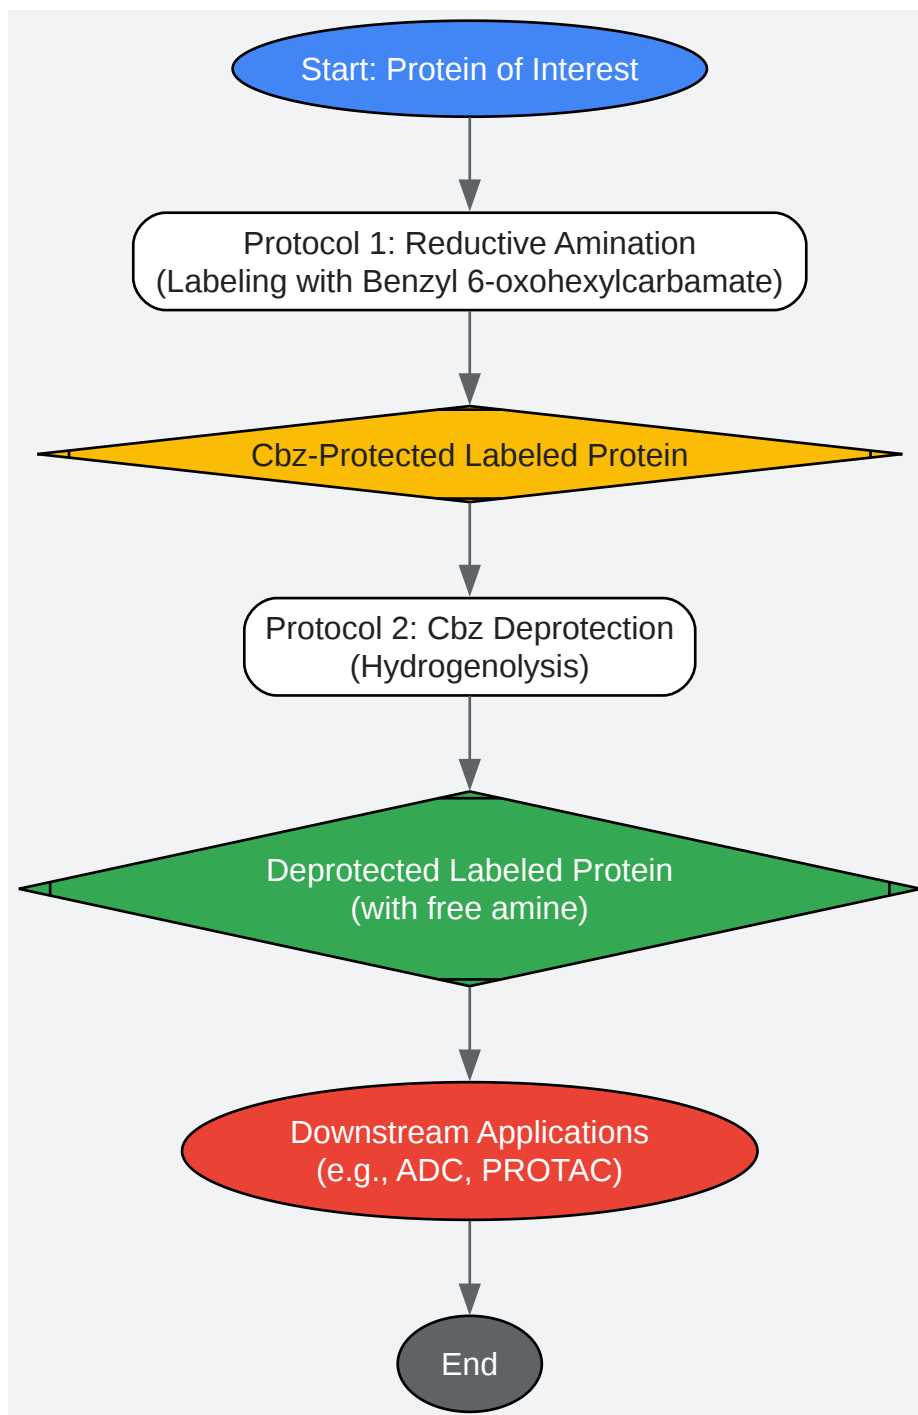 Start: Protein of Interest
Protocol 1: Reductive Amination
(Labeling with Benzyl 6-oxohexylcarbamate)
Cbz-Protected Labeled Protein
Protocol 2: Cbz Deprotection
(Hydrogenolysis)
Deprotected Labeled Protein
(with free amine)
Downstream Applications
(e.g., ADC, PROTAC)
End